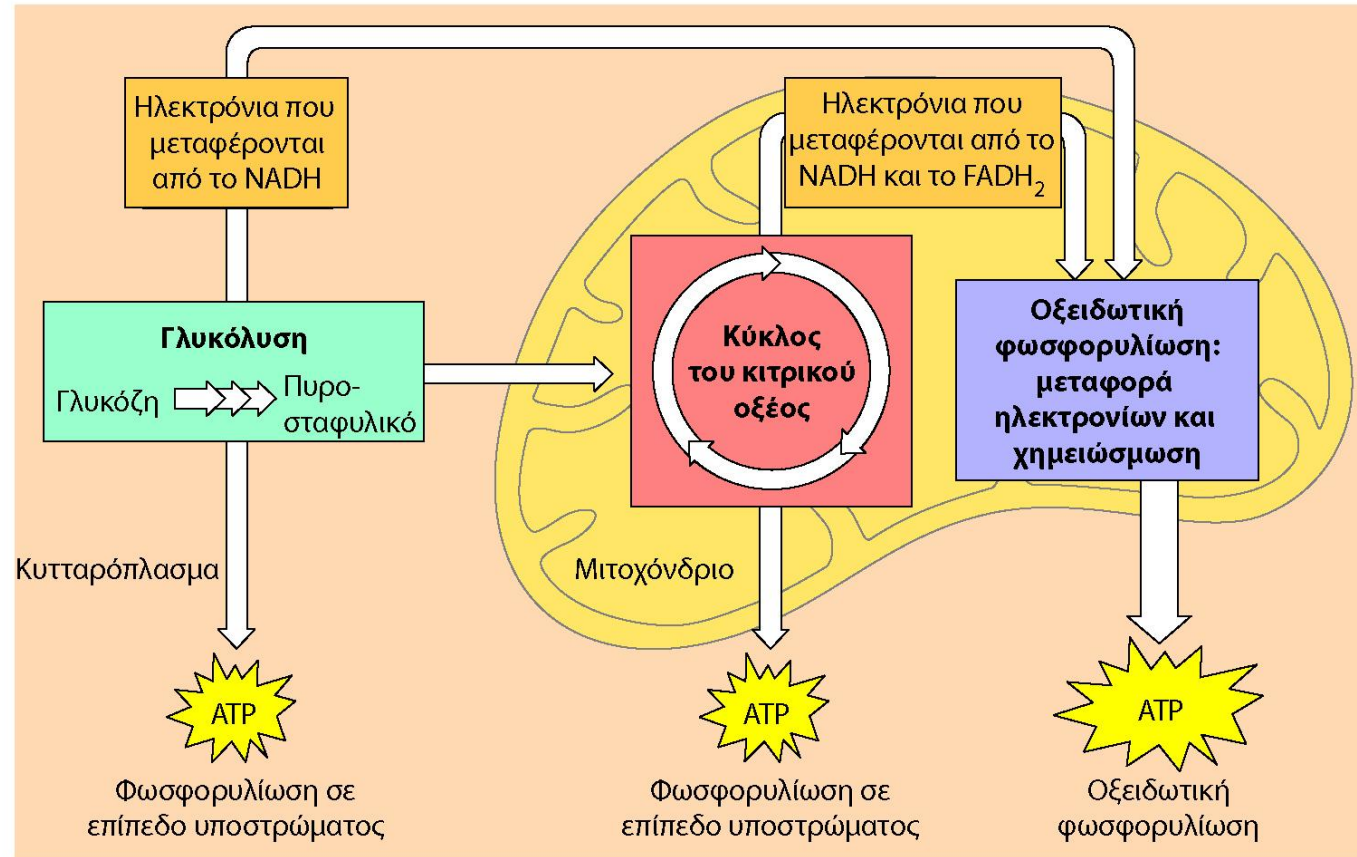 Ηλεκτρόνια που
μεταφέρονται
από το NADH
Ηλεκτρόνια που
μεταφέρονται από το
NADH και το FADH₂
Γλυκόλυση
Γλυκόζη
Πυρο-
σταφυλικό
Κύκλος
του κιτρικού
οξέος
Οξειδωτική
φωσφορυλίωση:
μεταφορά
ηλεκτρονίων και
χημειώσμωση
Κυτταρόπλασμα
Μιτοχόνδριο
ATP
ATP
ATP
Φωσφορυλίωση σε
επίπεδο υποστρώματος
Φωσφορυλίωση σε
επίπεδο υποστρώματος
Οξειδωτική
φωσφορυλίωση